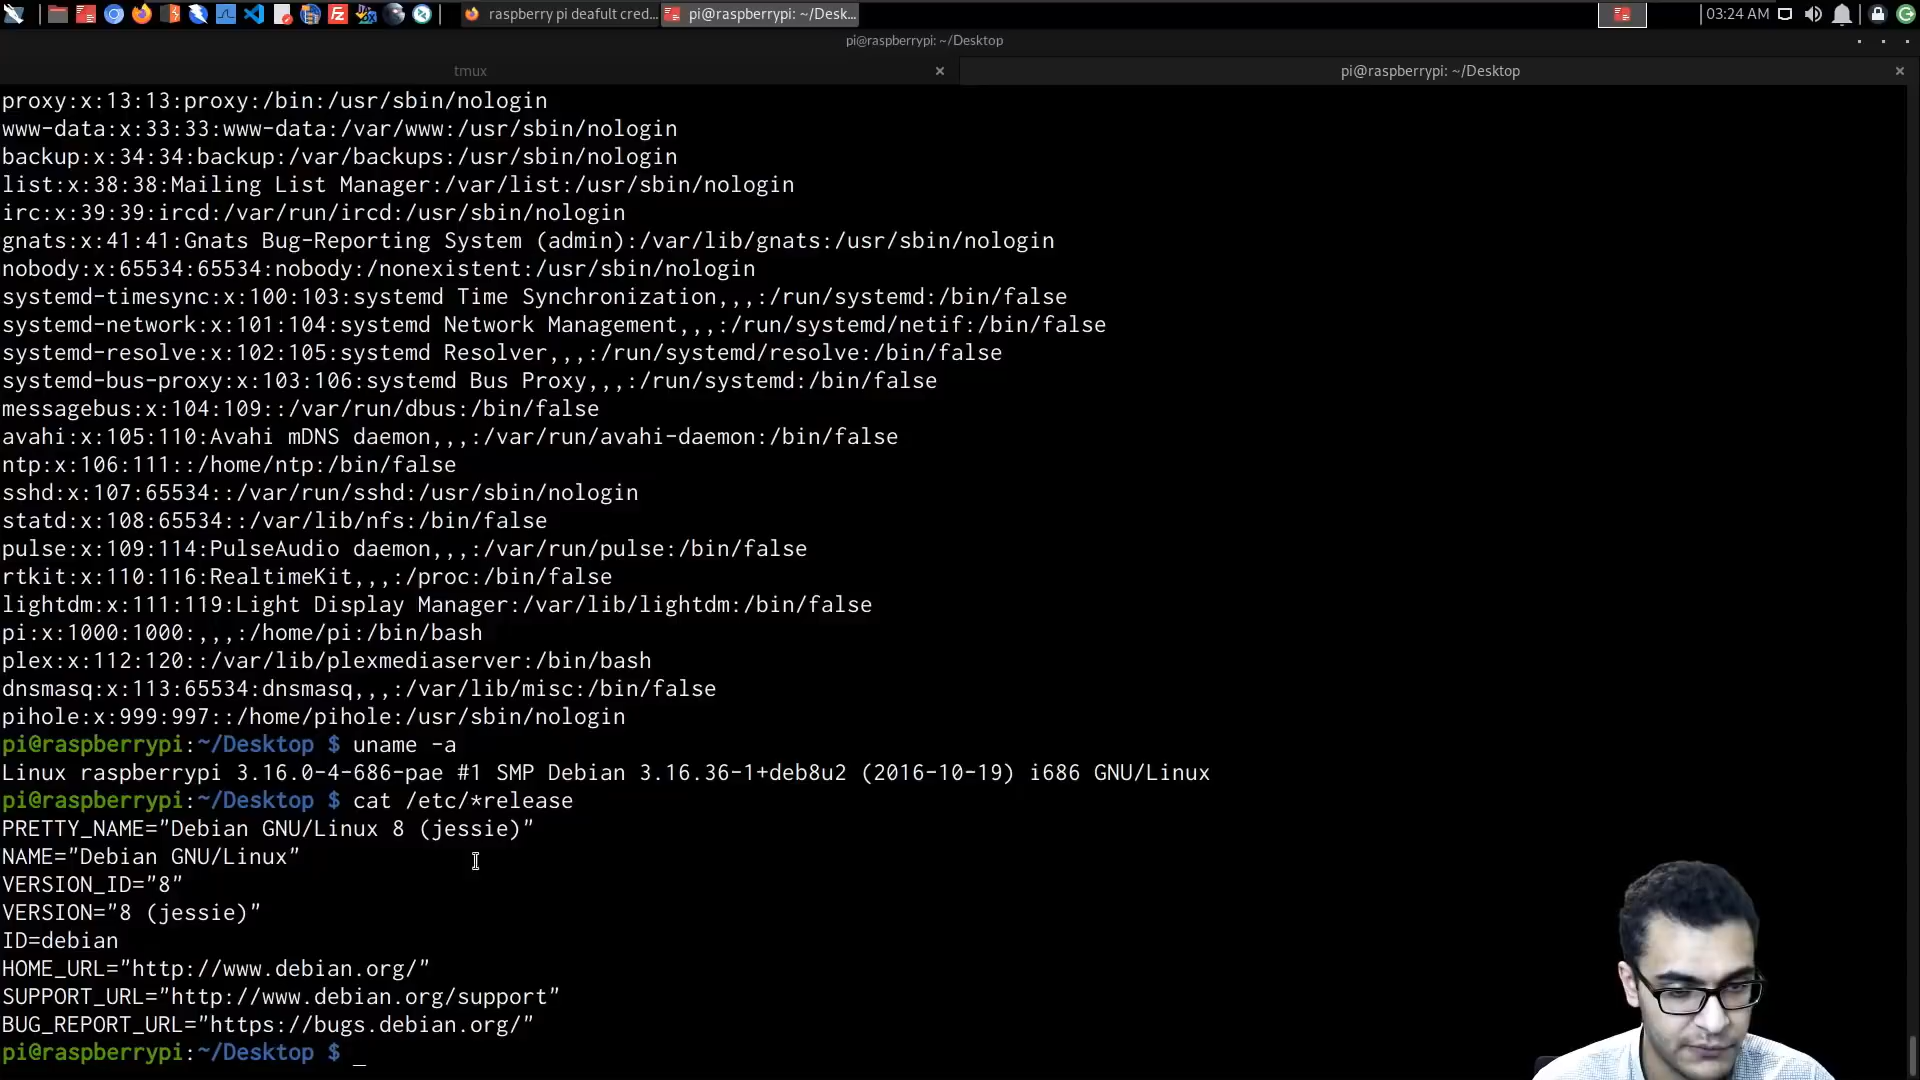 raspberry pi deafult cred...
pi@raspberrypi: ~/Desk...
03:24 AM
pi@raspberrypi: ~/Desktop
tmux
pi@raspberrypi: ~/Desktop
proxy:x:13:13:proxy:/bin:/usr/sbin/nologin
www-data:x:33:33:www-data:/var/www:/usr/sbin/nologin
backup:x:34:34:backup:/var/backups:/usr/sbin/nologin
list:x:38:38:Mailing List Manager:/var/list:/usr/sbin/nologin
irc:x:39:39:ircd:/var/run/ircd:/usr/sbin/nologin
gnats:x:41:41:Gnats Bug-Reporting System (admin):/var/lib/gnats:/usr/sbin/nologin
nobody:x:65534:65534:nobody:/nonexistent:/usr/sbin/nologin
systemd-timesync:x:100:103:systemd Time Synchronization,,,:/run/systemd:/bin/false
systemd-network:x:101:104:systemd Network Management,,,:/run/systemd/netif:/bin/false
systemd-resolve:x:102:105:systemd Resolver,,,:/run/systemd/resolve:/bin/false
systemd-bus-proxy:x:103:106:systemd Bus Proxy,,,:/run/systemd:/bin/false
messagebus:x:104:109::/var/run/dbus:/bin/false
avahi:x:105:110:Avahi mDNS daemon,,,:/var/run/avahi-daemon:/bin/false
ntp:x:106:111::/home/ntp:/bin/false
sshd:x:107:65534::/var/run/sshd:/usr/sbin/nologin
statd:x:108:65534::/var/lib/nfs:/bin/false
pulse:x:109:114:PulseAudio daemon,,,:/var/run/pulse:/bin/false
rtkit:x:110:116:RealtimeKit,,,:/proc:/bin/false
lightdm:x:111:119:Light Display Manager:/var/lib/lightdm:/bin/false
pi:x:1000:1000:,,,:/home/pi:/bin/bash
plex:x:112:120::/var/lib/plexmediaserver:/bin/bash
dnsmasq:x:113:65534:dnsmasq,,,:/var/lib/misc:/bin/false
pihole:x:999:997::/home/pihole:/usr/sbin/nologin
pi@raspberrypi:~/Desktop $ uname -a
Linux raspberrypi 3.16.0-4-686-pae #1 SMP Debian 3.16.36-1+deb8u2 (2016-10-19) i686 GNU/Linux
pi@raspberrypi:~/Desktop $ cat /etc/*release
PRETTY_NAME="Debian GNU/Linux 8 (jessie)"
NAME="Debian GNU/Linux"
VERSION_ID="8"
VERSION="8 (jessie)"
ID=debian
HOME_URL="http://www.debian.org/"
SUPPORT_URL="http://www.debian.org/support"
BUG_REPORT_URL="https://bugs.debian.org/"
pi@raspberrypi:~/Desktop $ _